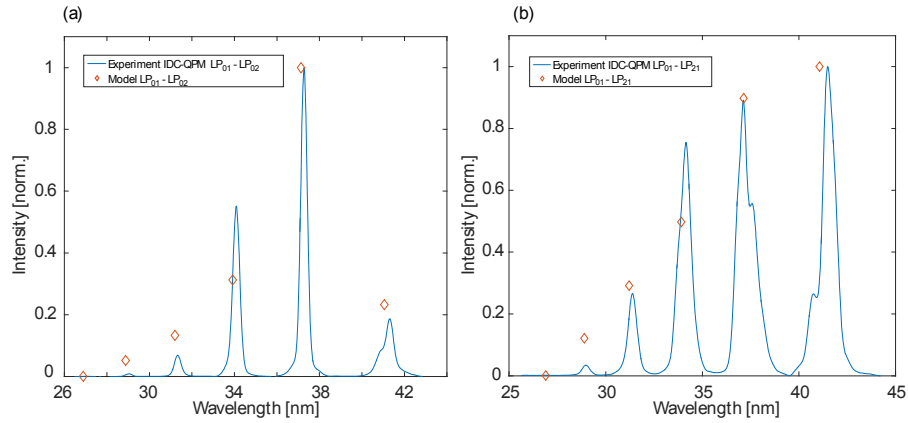 (a)
Experiment IDC-QPM LP01 - LP02
Model LP01 - LP02
Intensity [norm.]
1
0.8
0.6
0.4
0.2
0
26 30 34 38 42
Wavelength [nm]
(b)
Experiment IDC-QPM LP01 - LP21
Model LP01 - LP21
Intensity [norm.]
1
0.8
0.6
0.4
0.2
0
25 30 35 40 45
Wavelength [nm]